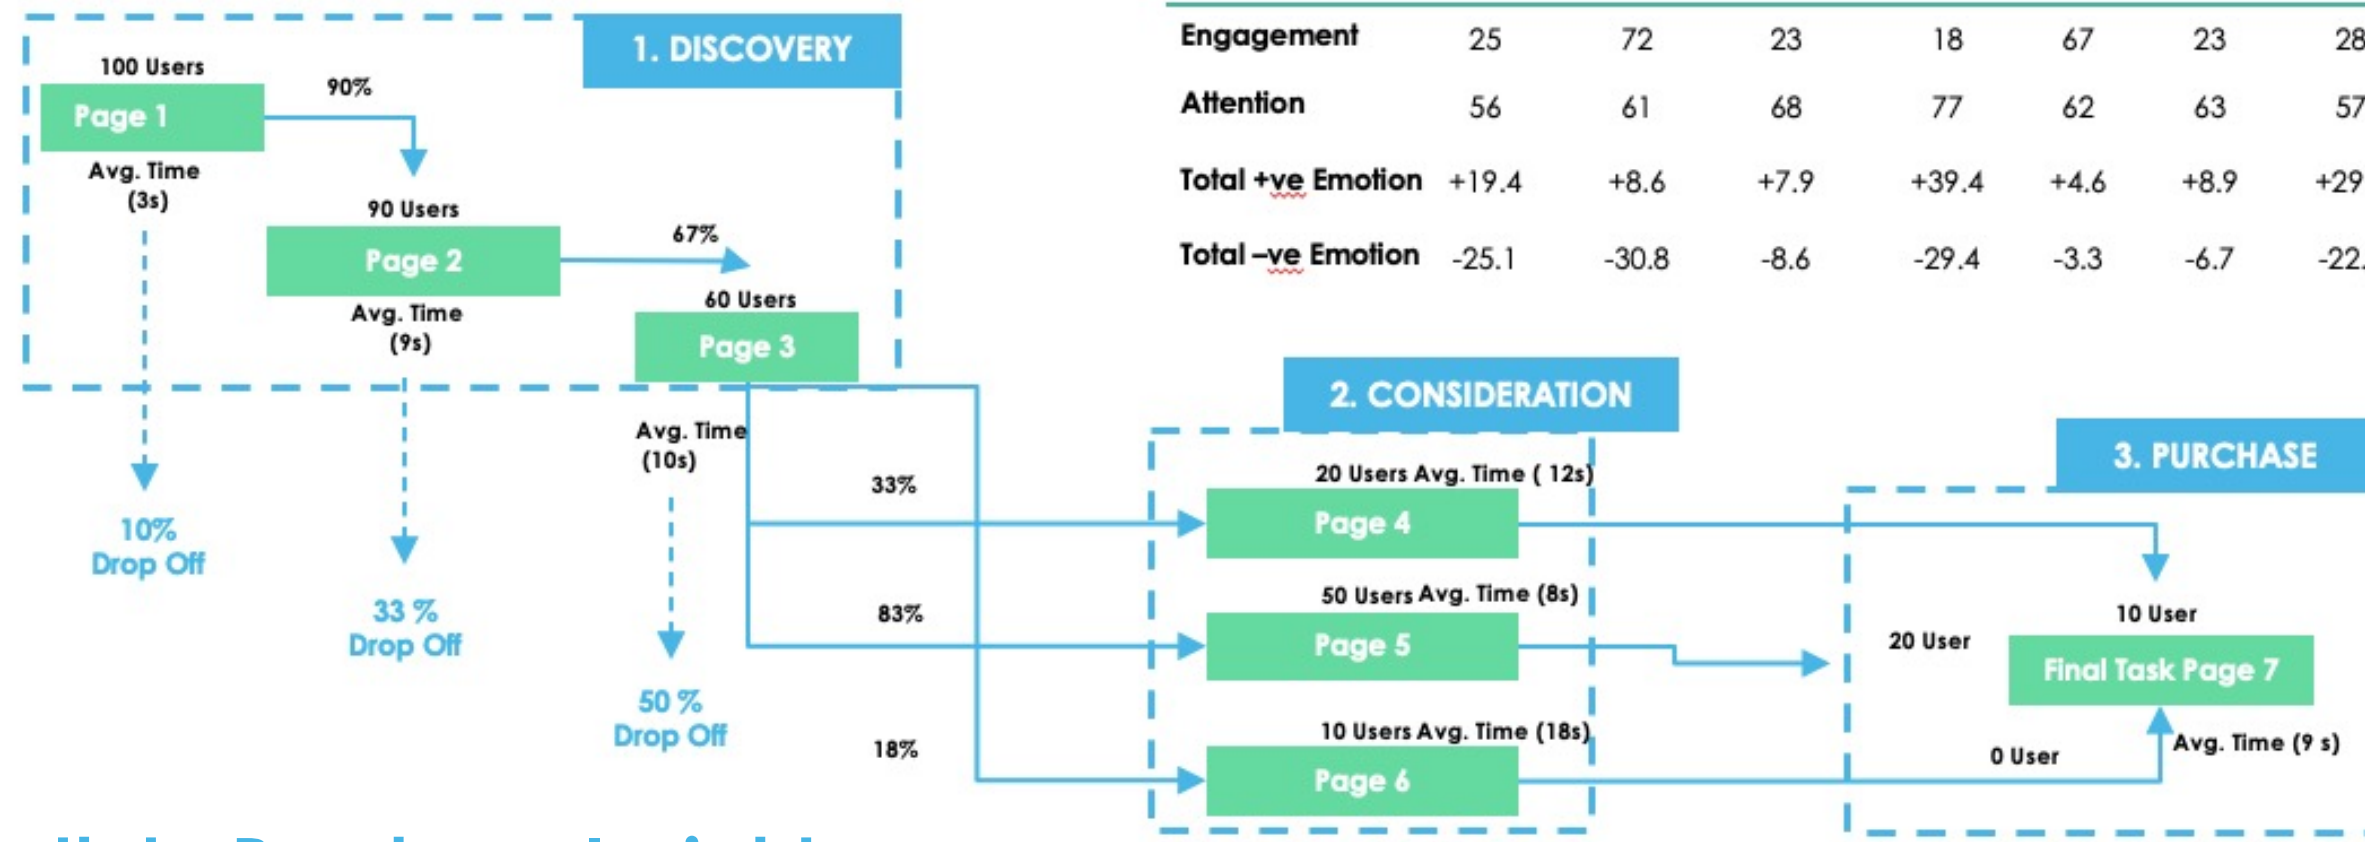 1. DISCOVERY
100 Users
90%
Page 1
Avg. Time
(3s)
90 Users
67%
Page 2
Avg. Time
(9s)
60 Users
Page 3
Avg. Time
(10s)
10%
Drop Off
33 %
Drop Off
50 %
Drop Off
33%
83%
18%
Engagement 25 72 23 18 67 23 28
Attention 56 61 68 77 62 63 57
Total +ve Emotion +19.4 +8.6 +7.9 +39.4 +4.6 +8.9 +29
Total –ve Emotion -25.1 -30.8 -8.6 -29.4 -3.3 -6.7 -22.
2. CONSIDERATION
20 Users Avg. Time ( 12s)
Page 4
50 Users Avg. Time (8s)
Page 5
10 Users Avg. Time (18s)
Page 6
3. PURCHASE
10 User
20 User
Final Task Page 7
Avg. Time (9 s)
0 User